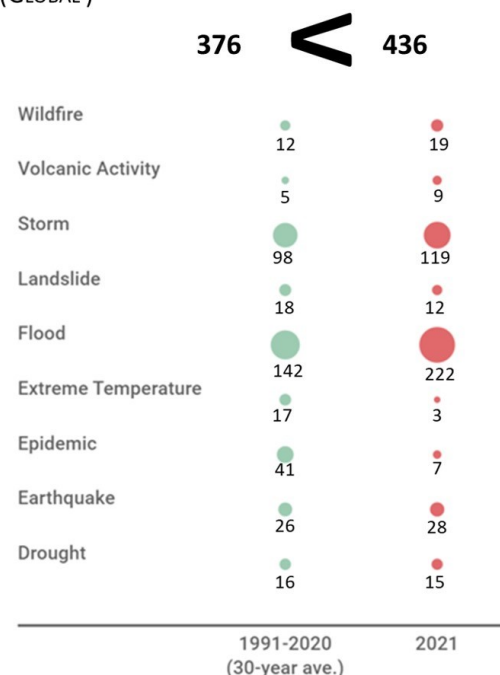 (GLOBAL )
376 < 436
Wildfire
12 19
Volcanic Activity
5 9
Storm
98 119
Landslide
18 12
Flood
142 222
Extreme Temperature
17 3
Epidemic
41 7
Earthquake
26 28
Drought
16 15
1991-2020 2021
(30-year ave.)